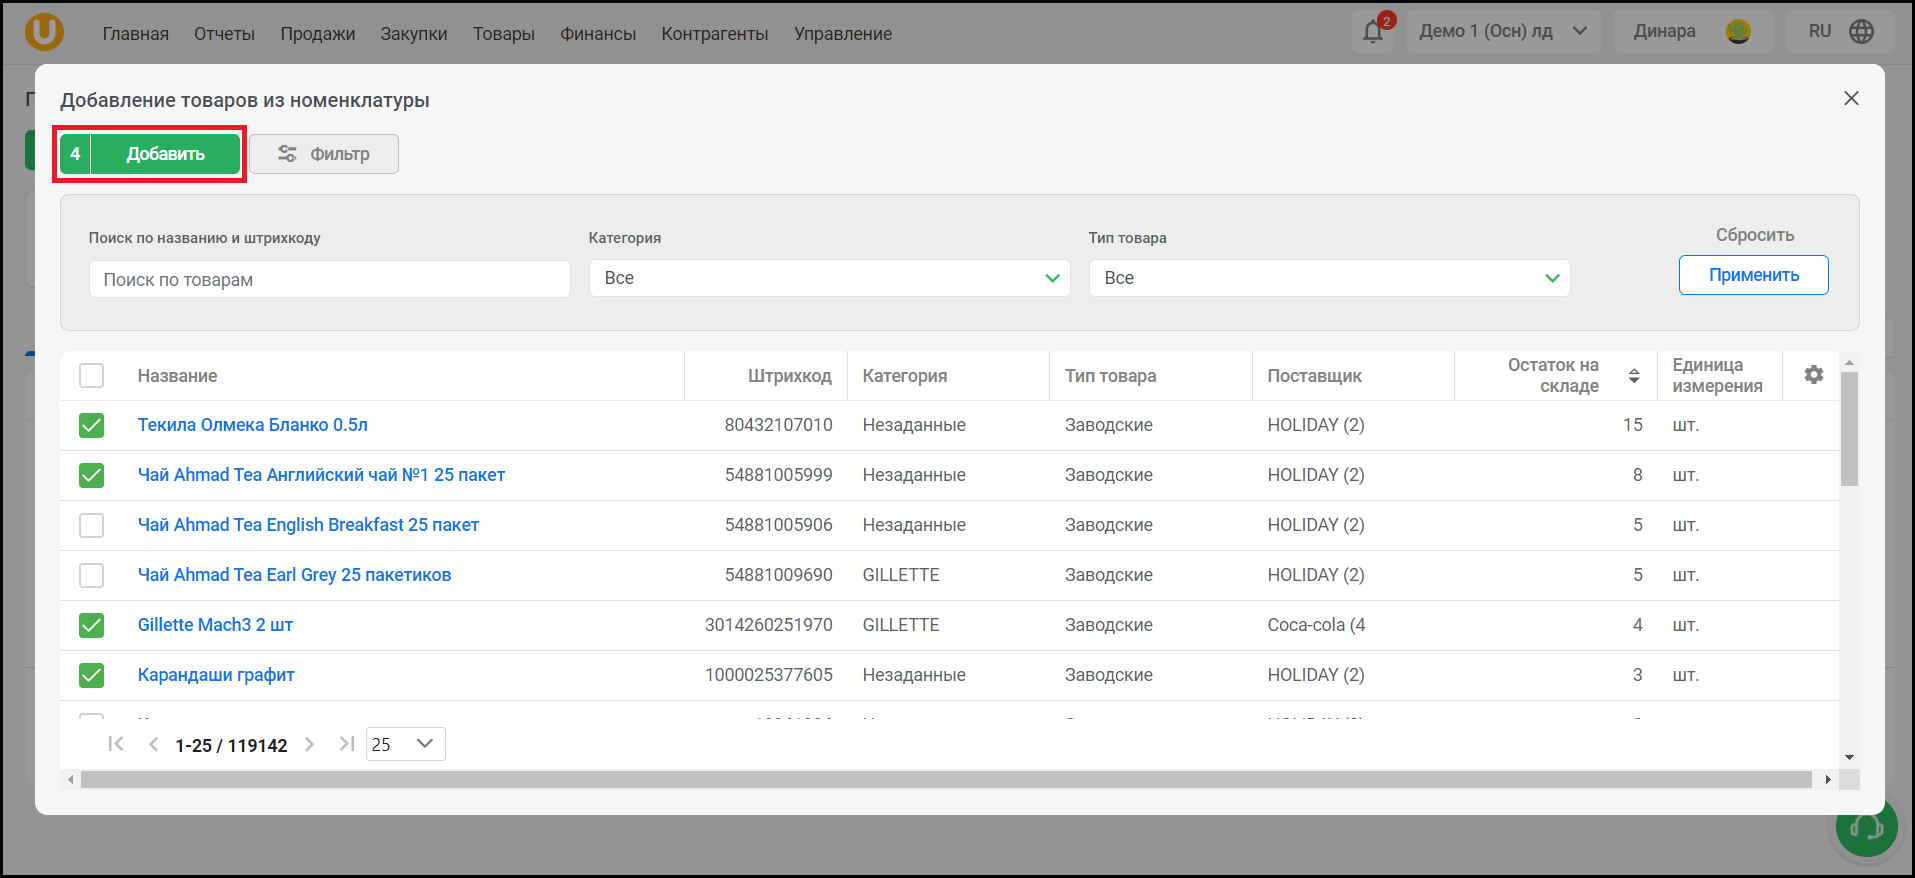 U
Главная Отчеты Продажи Закупки Товары Финансы Контрагенты Управление 2 Демо 1 (Осн) лд Динара RU
Добавление товаров из номенклатуры
4 Добавить Фильтр
Поиск по названию и штрихкоду Категория Тип товара Сбросить
Поиск по товарам Все Все Применить
Название Штрихкод Категория Тип товара Поставщик Остаток на складе Единица измерения
Текила Олмека Бланко 0.5л 80432107010 Незаданные Заводские HOLIDAY (2) 15 шт.
Чай Ahmad Tea Английский чай №1 25 пакет 54881005999 Незаданные Заводские HOLIDAY (2) 8 шт.
Чай Ahmad Tea English Breakfast 25 пакет 54881005906 Незаданные Заводские HOLIDAY (2) 5 шт.
Чай Ahmad Tea Earl Grey 25 пакетиков 54881009690 GILLETTE Заводские HOLIDAY (2) 5 шт.
Gillette Mach3 2 шт 3014260251970 GILLETTE Заводские Coca-cola (4 4 шт.
Карандаши графит 1000025377605 Незаданные Заводские HOLIDAY (2) 3 шт.
1-25 / 119142 25